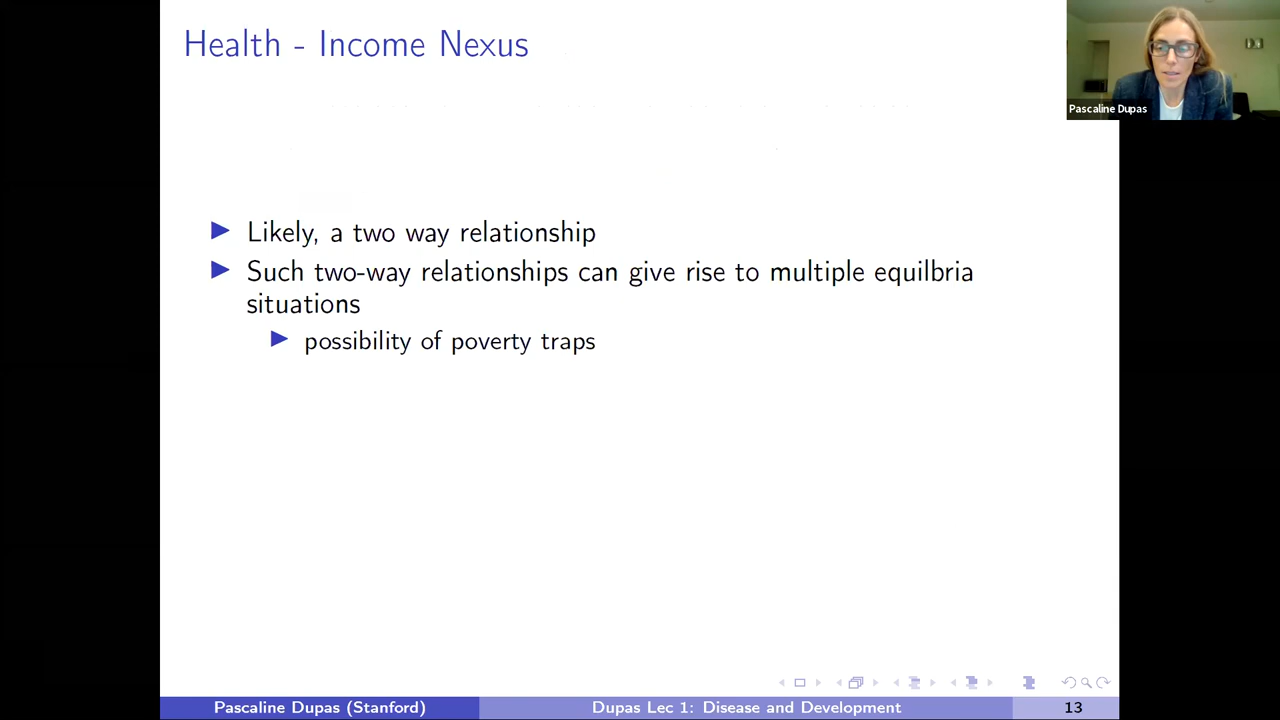 Health - Income Nexus
Pascaline Dupas
Likely, a two way relationship
Such two-way relationships can give rise to multiple equilbria
situations
possibility of poverty traps
Pascaline Dupas (Stanford)
Dupas Lec 1: Disease and Development
13